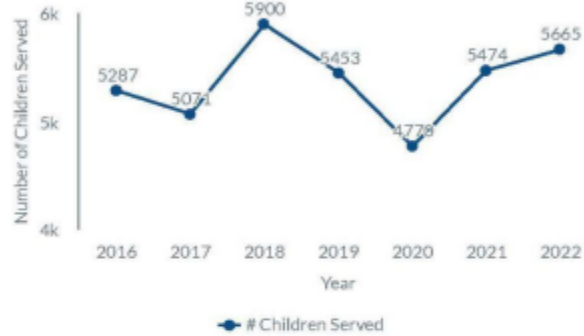 Number of Children Served
6k
5k
4k
5287
5071
5900
5453
4778
5474
5665
2016 2017 2018 2019 2020 2021 2022
Year
# Children Served